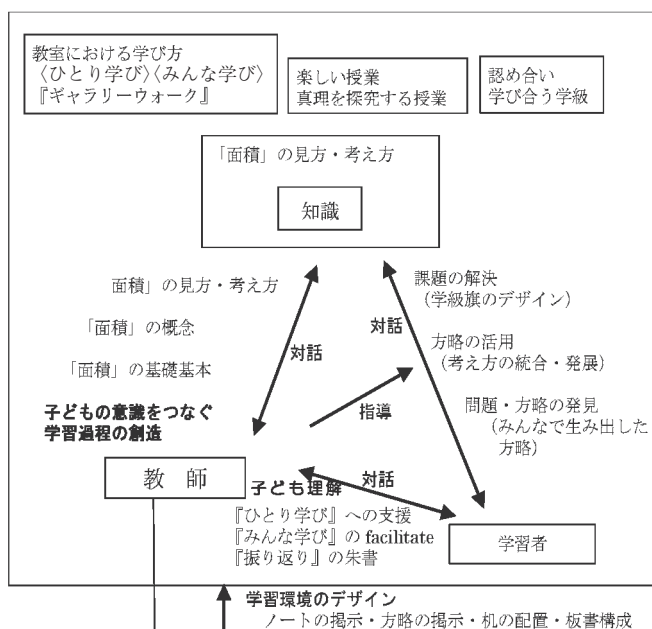 教室における学び方
〈ひとり学び〉〈みんな学び〉
『ギャラリーウォーク』
楽しい授業
真理を探究する授業
認め合い
学び合う学級
「面積」の見方・考え方
知識
面積」の見方・考え方
「面積」の概念
「面積」の基礎基本
対話
対話
課題の解決
(学級旗のデザイン)
方略の活用
(考え方の統合・発展)
問題・方略の発見
(みんなで生み出した
方略)
指導
子どもの意識をつなぐ
学習過程の創造
教 師
子ども理解
対話
『ひとり学び』への支援
『みんな学び』の facilitate
『振り返り』の朱書
学習者
学習環境のデザイン
ノートの掲示・方略の掲示・机の配置・板書構成